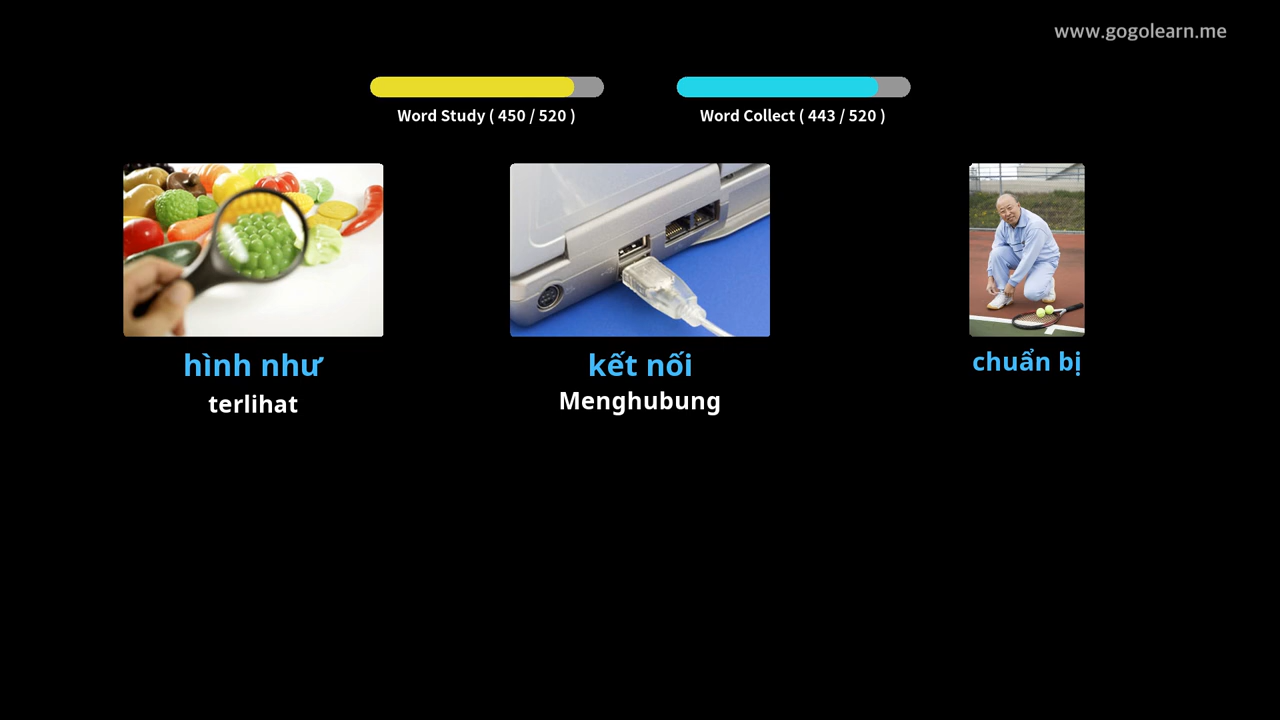 www.gogolearn.me
Word Study ( 450 / 520 )
Word Collect ( 443 / 520 )
hình như
terlihat
kết nối
Menghubung
chuẩn bị